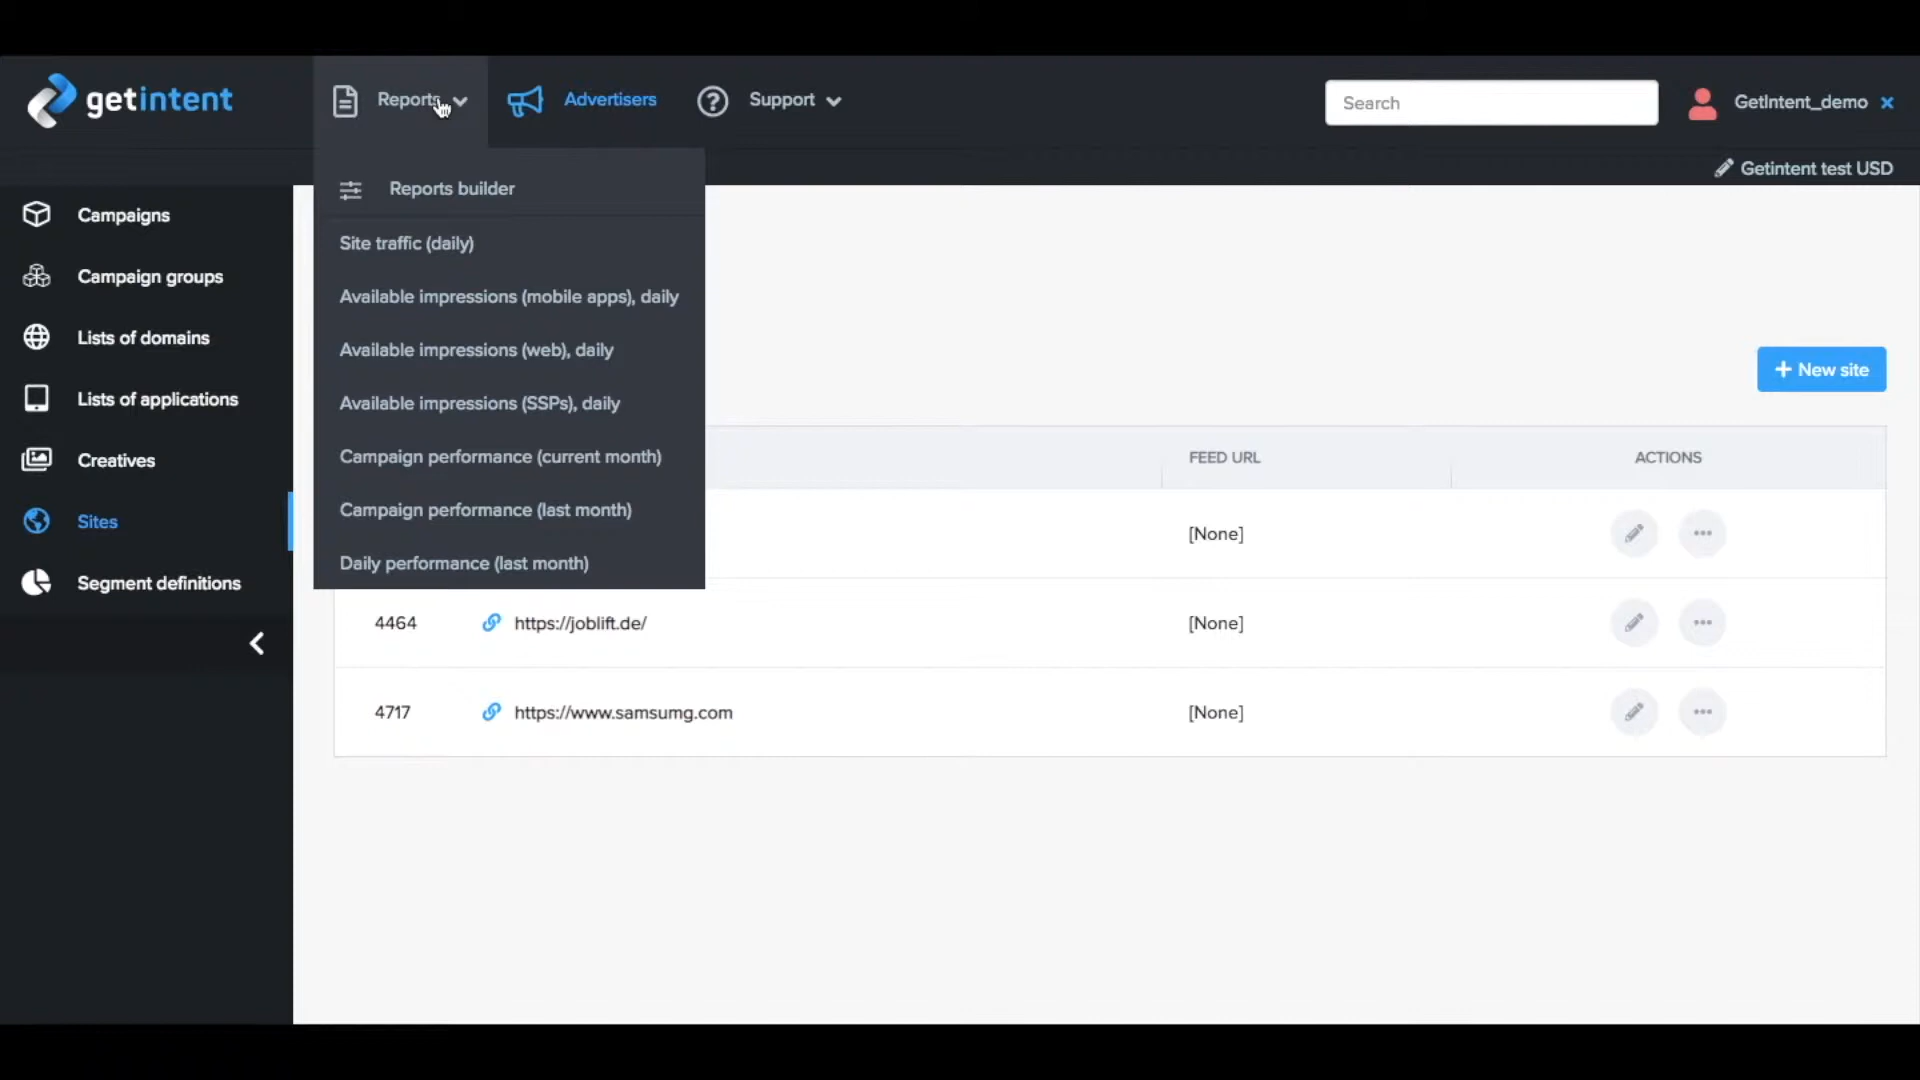 getintent
Reports
Advertisers
Support
Search
GetIntent_demo
Getintent test USD
Campaigns
Campaign groups
Lists of domains
Lists of applications
Creatives
Sites
Segment definitions
Reports builder
Site traffic (daily)
Available impressions (mobile apps), daily
Available impressions (web), daily
Available impressions (SSPs), daily
Campaign performance (current month)
Campaign performance (last month)
Daily performance (last month)
+ New site
FEED URL
ACTIONS
[None]
4464
https://joblift.de/
[None]
4717
https://www.samsumg.com
[None]